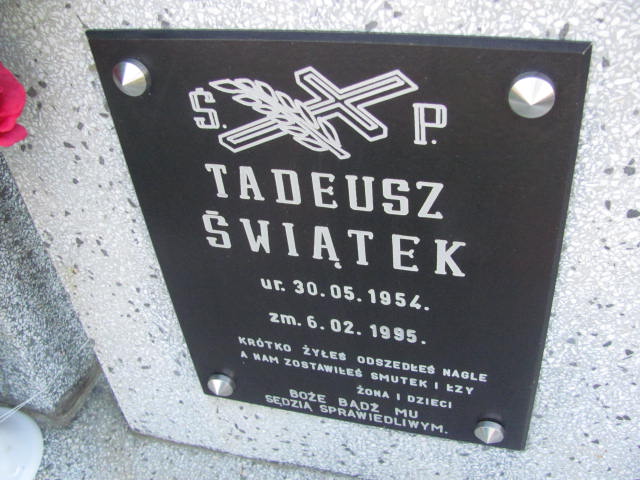 Ś. P.
TADEUSZ
ŚWIĄTEK
ur. 30.05.1954.
zm. 6.02.1995.
KRÓTKO ŻYŁEŚ ODSZEDŁEŚ NAGLE
A NAM ZOSTAWIŁEŚ SMUTEK I ŁZY
ŻONA I DZIECI
BOŻE BĄDŹ MU
SĘDZIĄ SPRAWIEDLIWYM.